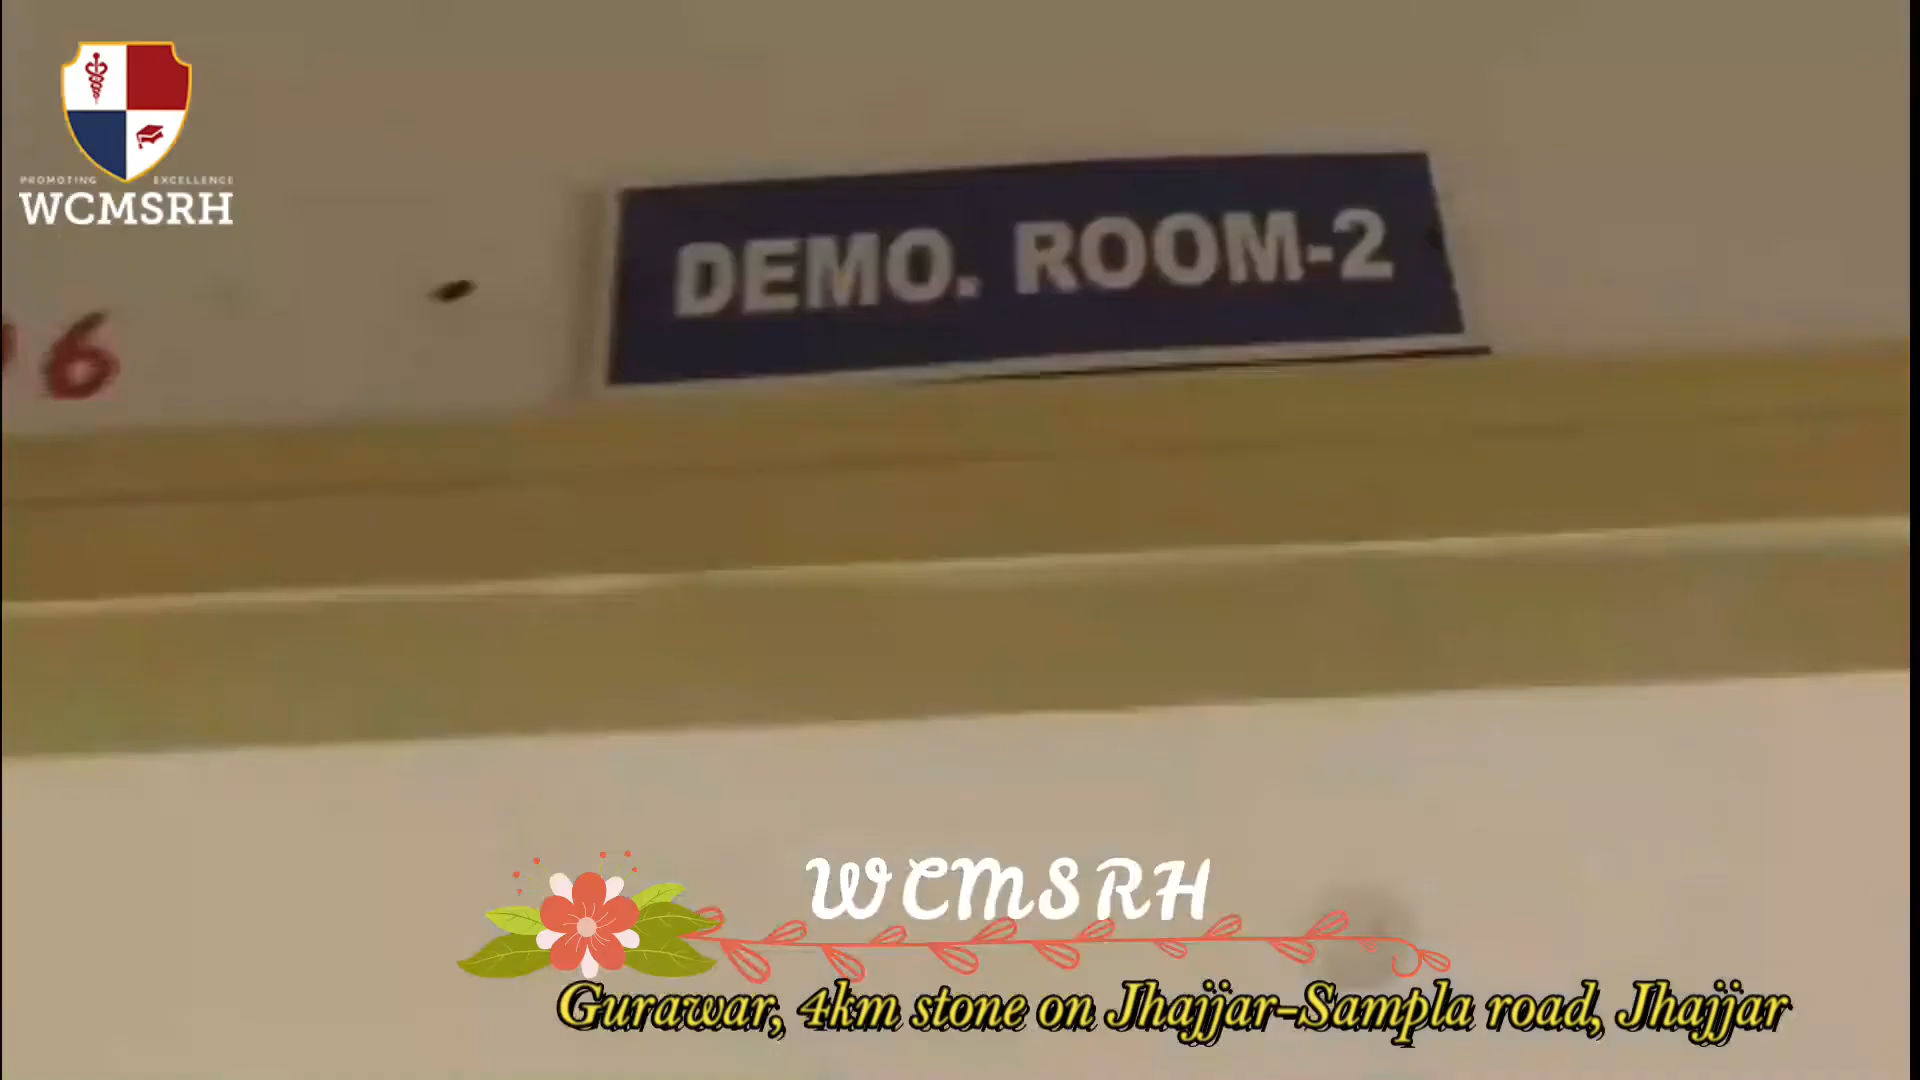 PROMOTING EXCELLENCE
WCMSRH
DEMO. ROOM-2
6
WCMSRH
Gurawar, 4km stone on Jhajjar-Sampla road, Jhajjar